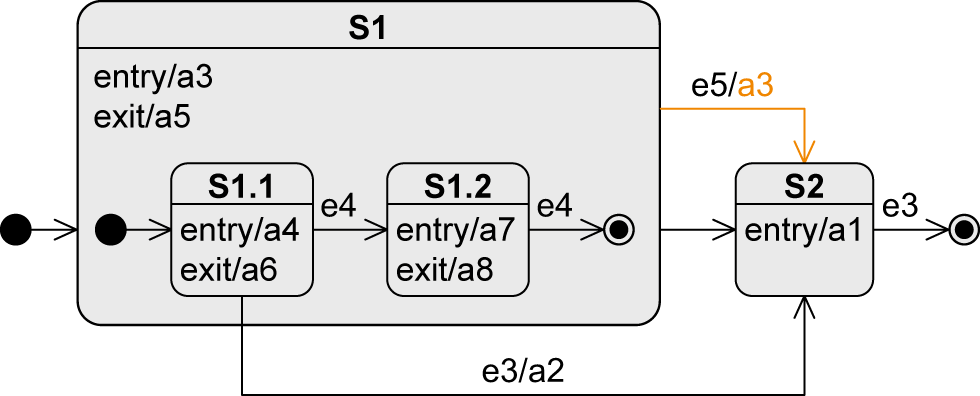 S1
entry/a3
exit/a5
e5/a3
S1.1
entry/a4
exit/a6
e4
S1.2
entry/a7
exit/a8
e4
S2
entry/a1
e3
e3/a2